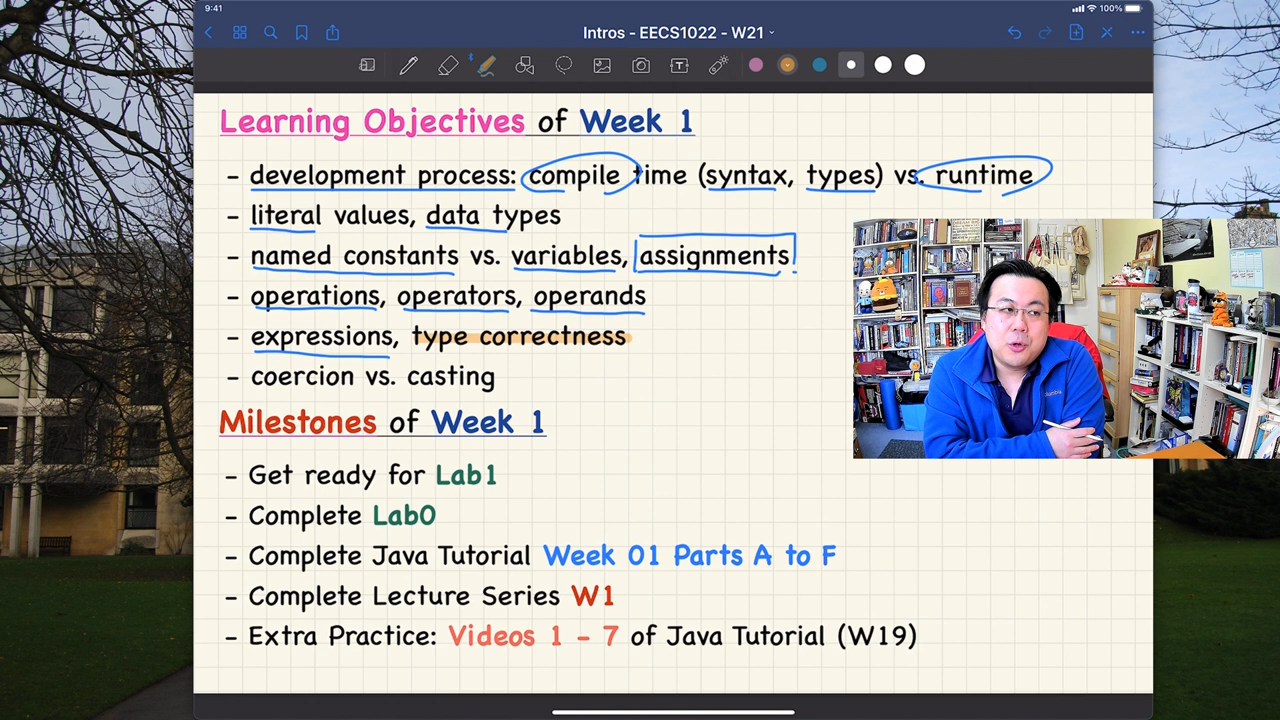 9:41
100%
Intros - EECS1022 - W21
Learning Objectives of Week 1
- development process: compile time (syntax, types) vs. runtime
- literal values, data types
- named constants vs. variables, assignments
- operations, operators, operands
- expressions, type correctness
- coercion vs. casting
Milestones of Week 1
- Get ready for Lab1
- Complete Lab0
- Complete Java Tutorial Week 01 Parts A to F
- Complete Lecture Series W1
- Extra Practice: Videos 1 - 7 of Java Tutorial (W19)